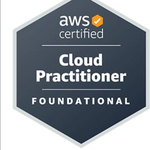 aws
certified
Cloud
Practitioner
FOUNDATIONAL